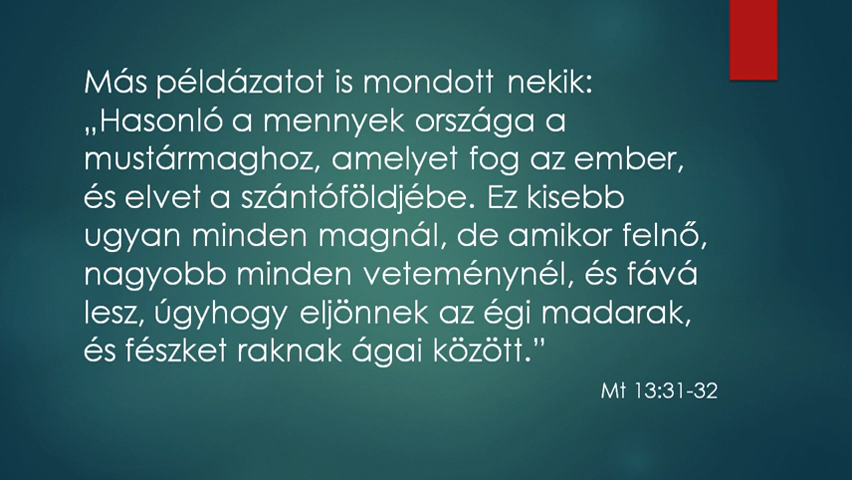 Más példázatot is mondott nekik:
„Hasonló a mennyek országa a
mustármaghoz, amelyet fog az ember,
és elvet a szántóföldjébe. Ez kisebb
ugyan minden magnál, de amikor felnő,
nagyobb minden veteménynél, és fává
lesz, úgyhogy eljönnek az égi madarak,
és fészket raknak ágai között.”
Mt 13:31-32